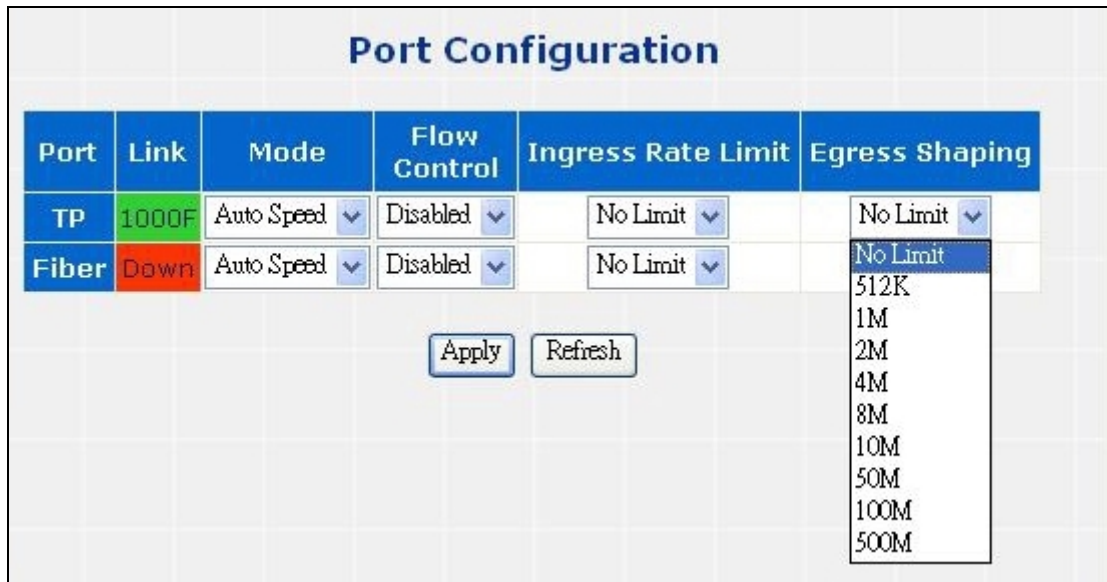 Port Configuration
Port Link Mode Flow Control Ingress Rate Limit Egress Shaping
TP 1000F Auto Speed Disabled No Limit No Limit
Fiber Down Auto Speed Disabled No Limit
No Limit
512K
1M
2M
4M
8M
10M
50M
100M
500M
Apply Refresh